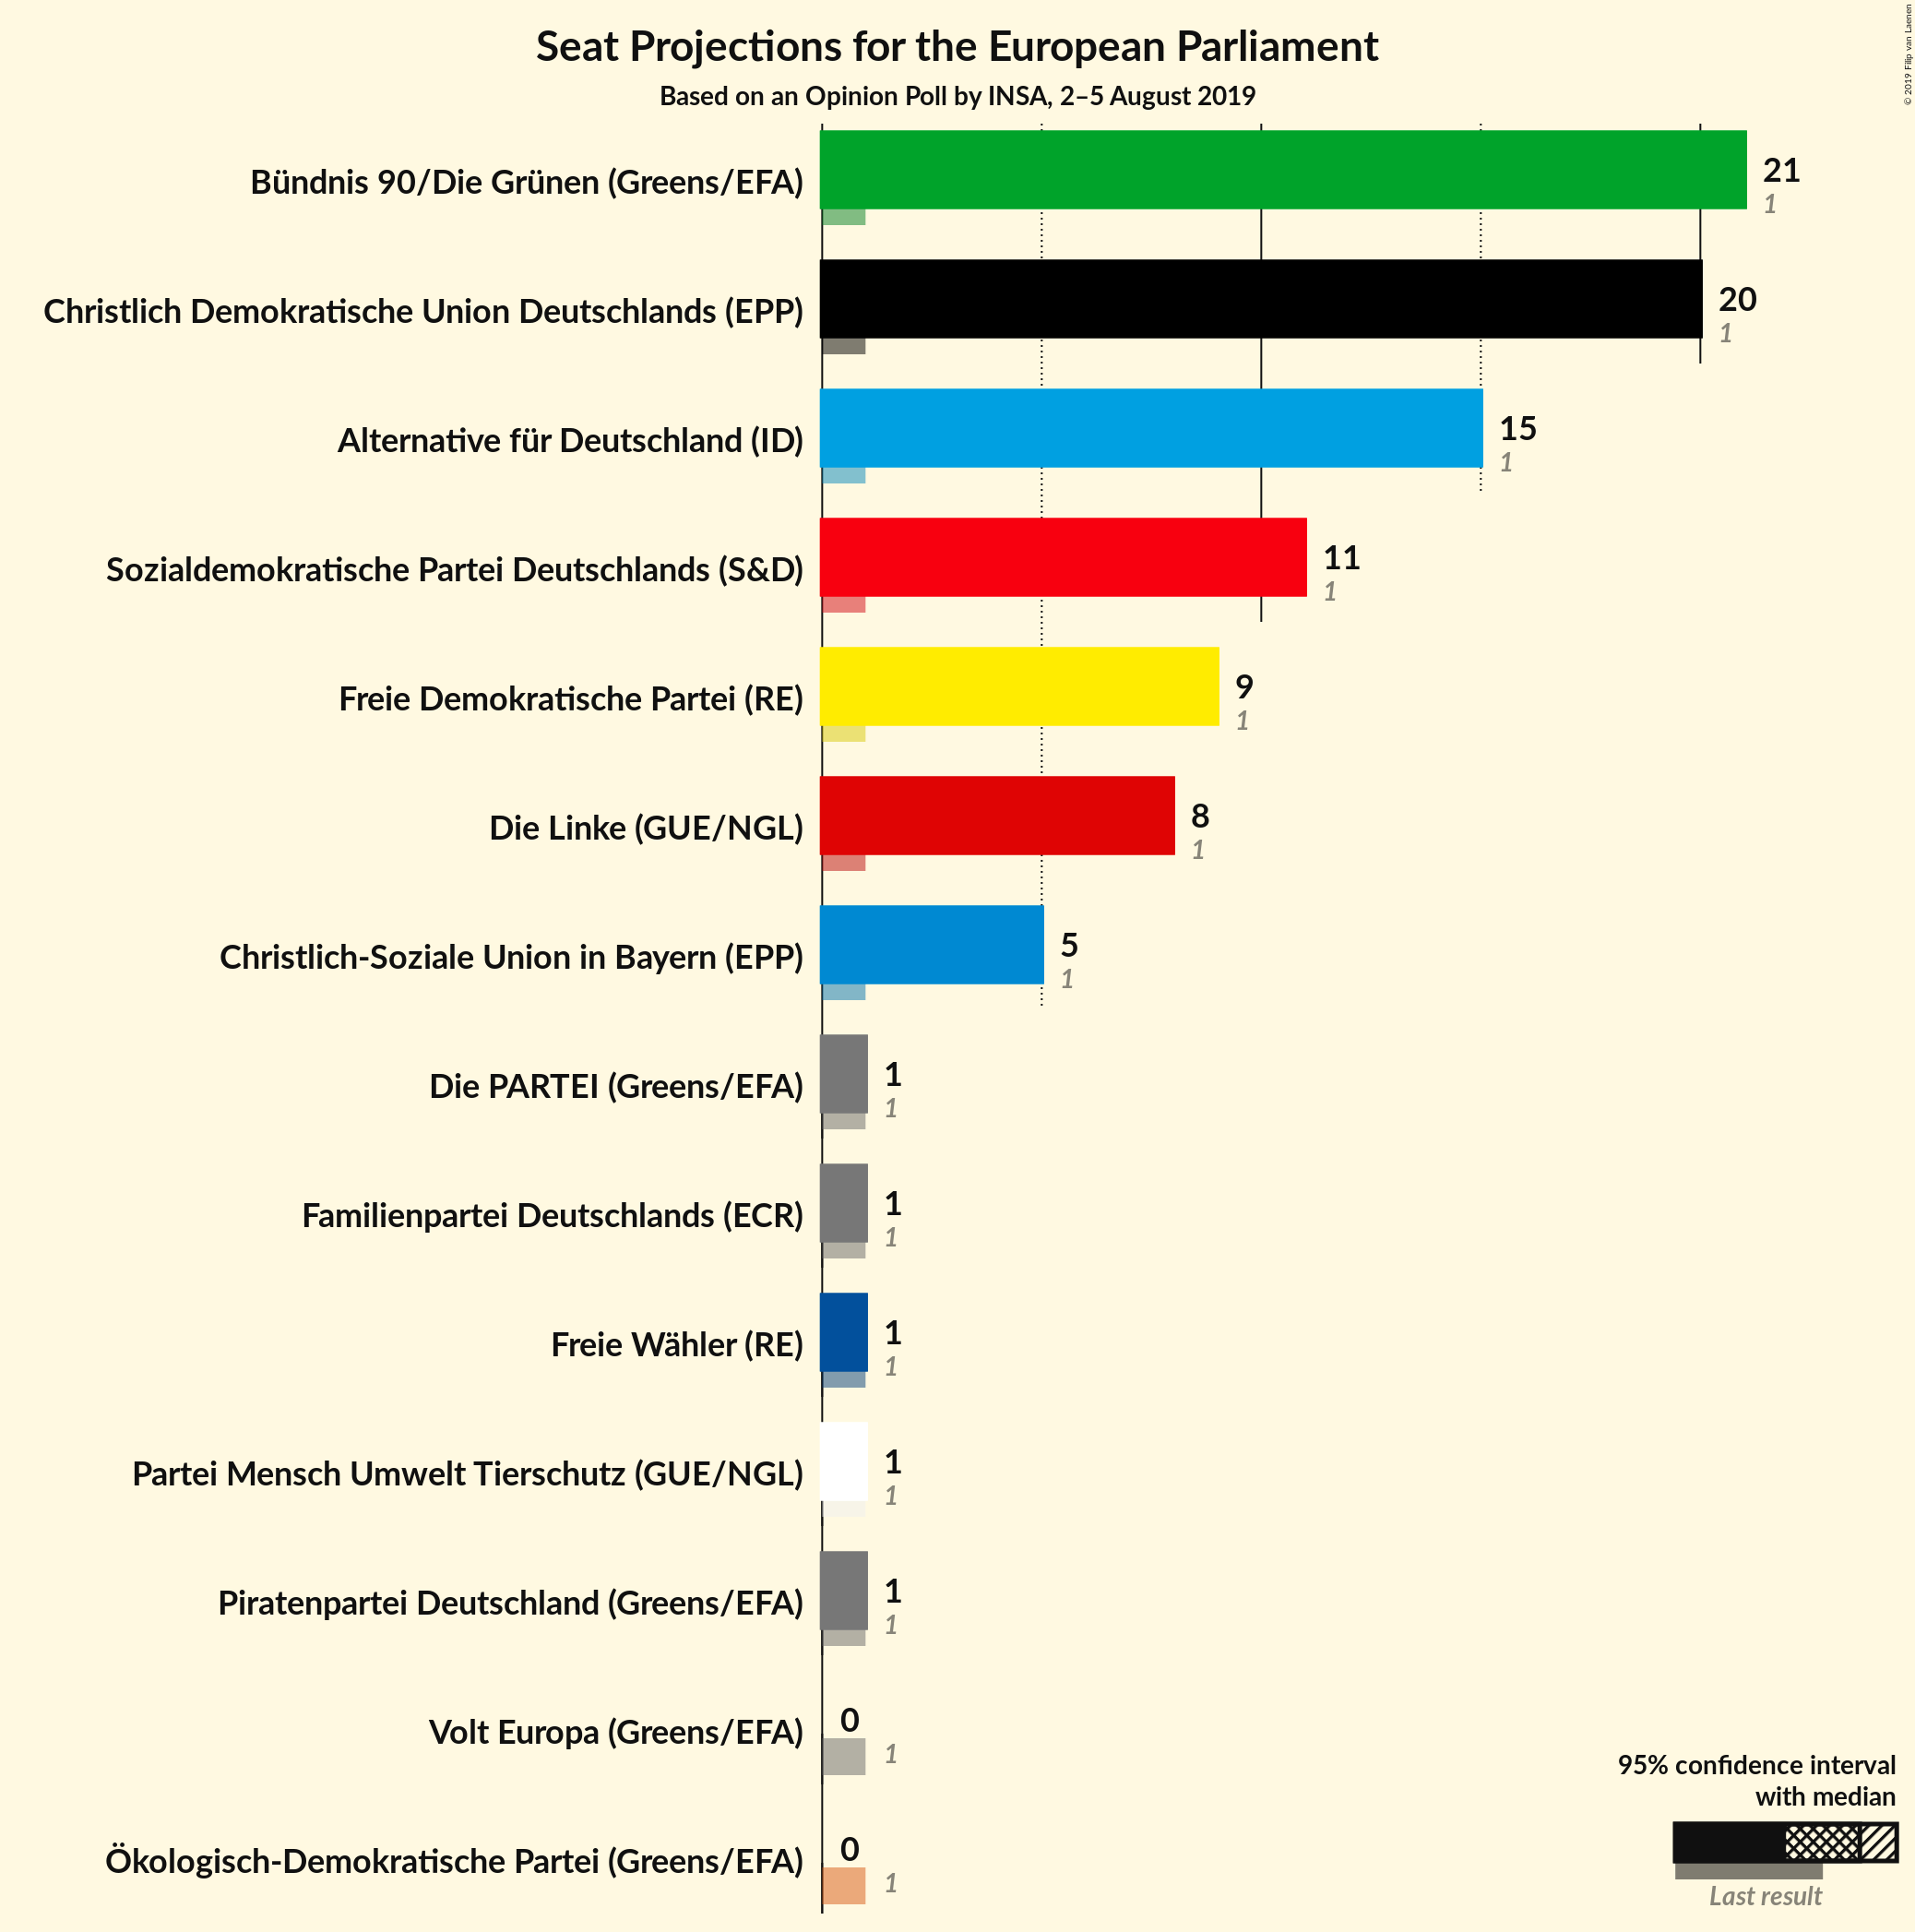 Seat Projections for the European Parliament
Based on an Opinion Poll by INSA, 2–5 August 2019
© 2019 Filip van Laenen
Bündnis 90/Die Grünen (Greens/EFA)
21
1
Christlich Demokratische Union Deutschlands (EPP)
20
1
Alternative für Deutschland (ID)
15
1
Sozialdemokratische Partei Deutschlands (S&D)
11
1
Freie Demokratische Partei (RE)
9
1
Die Linke (GUE/NGL)
8
1
Christlich-Soziale Union in Bayern (EPP)
5
1
Die PARTEI (Greens/EFA)
1
1
Familienpartei Deutschlands (ECR)
1
1
Freie Wähler (RE)
1
1
Partei Mensch Umwelt Tierschutz (GUE/NGL)
1
1
Piratenpartei Deutschland (Greens/EFA)
1
1
Volt Europa (Greens/EFA)
0
1
Ökologisch-Demokratische Partei (Greens/EFA)
0
1
95% confidence interval
with median
Last result